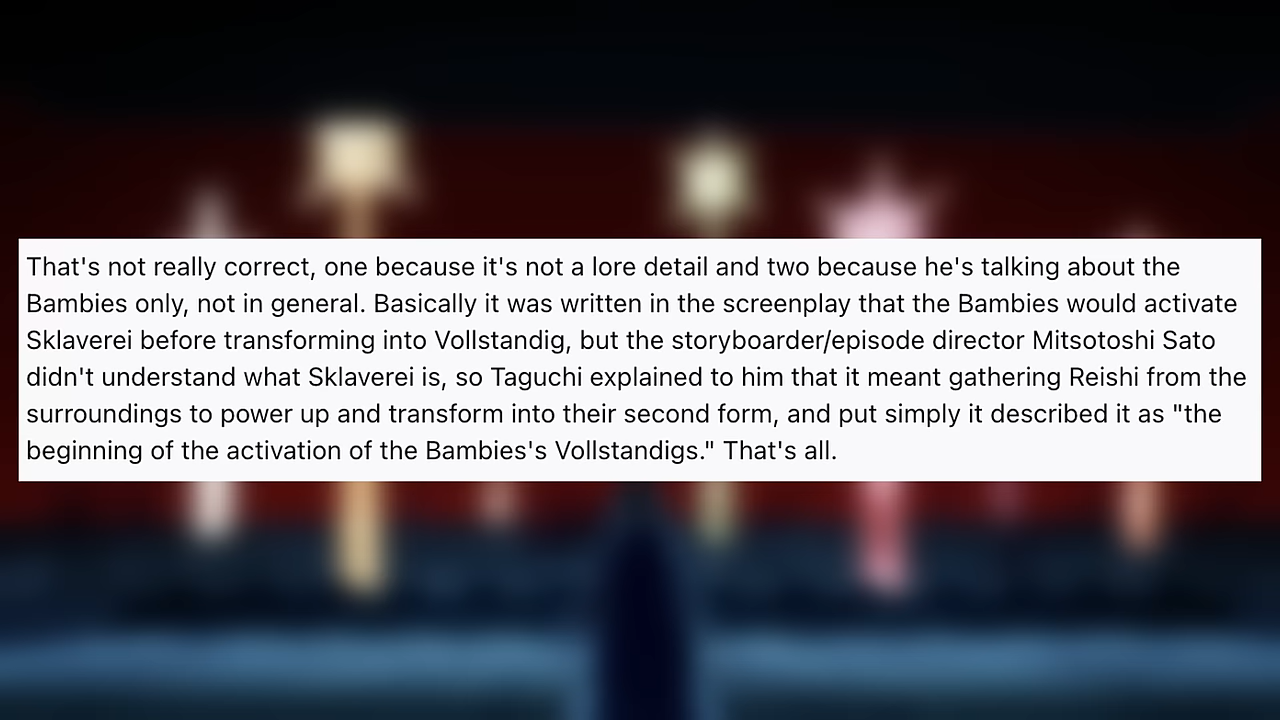 That's not really correct, one because it's not a lore detail and two because he's talking about the
Bambies only, not in general. Basically it was written in the screenplay that the Bambies would activate
Sklaverei before transforming into Vollstandig, but the storyboarder/episode director Mitsotoshi Sato
didn't understand what Sklaverei is, so Taguchi explained to him that it meant gathering Reishi from the
surroundings to power up and transform into their second form, and put simply it described it as "the
beginning of the activation of the Bambies's Vollstandigs." That's all.